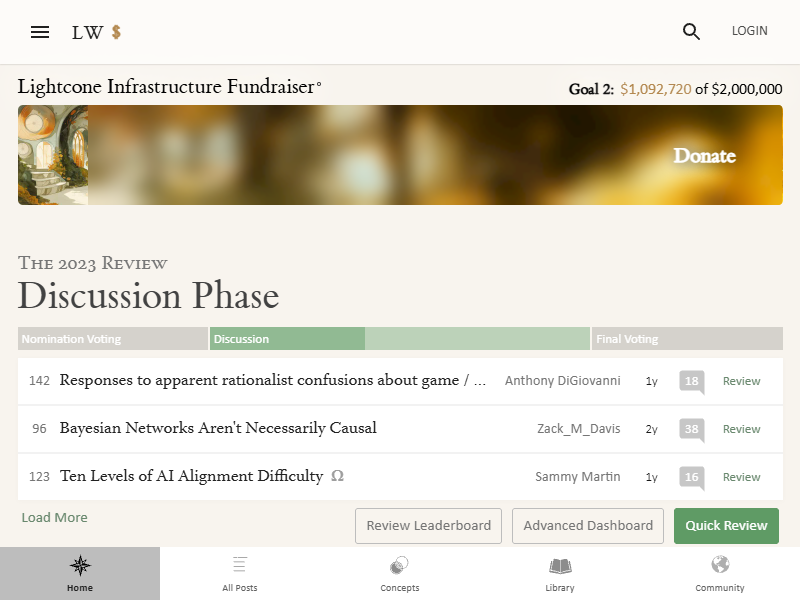 LW $
LOGIN
Lightcone Infrastructure Fundraiser°
Goal 2: $1,092,720 of $2,000,000
Donate
The 2023 Review
Discussion Phase
Nomination Voting
Discussion
Final Voting
142 Responses to apparent rationalist confusions about game / ... Anthony DiGiovanni 1y 18 Review
96 Bayesian Networks Aren't Necessarily Causal Zack_M_Davis 2y 38 Review
123 Ten Levels of AI Alignment Difficulty Ω Sammy Martin 1y 16 Review
Load More
Review Leaderboard
Advanced Dashboard
Quick Review
Home
All Posts
Concepts
Library
Community